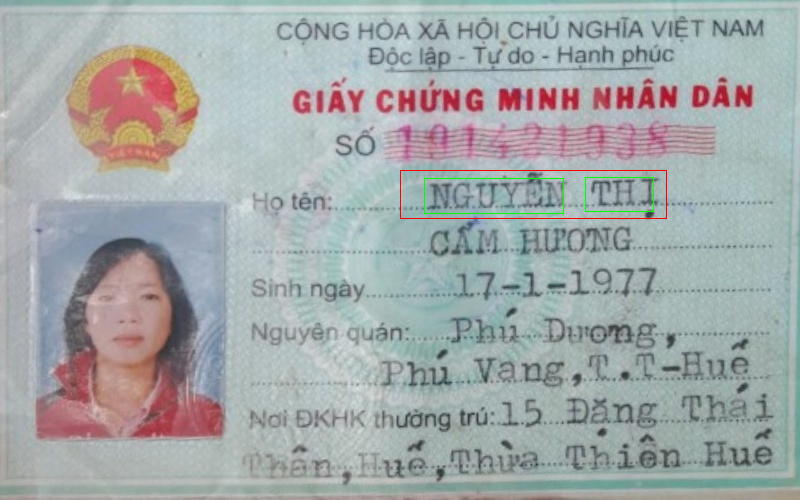 CỘNG HÒA XÃ HỘI CHỦ NGHĨA VIỆT NAM
Độc lập - Tự do - Hạnh phúc
GIẤY CHỨNG MINH NHÂN DÂN
SỐ 191421938
VIỆT NAM
Họ tên: NGUYỄN THỊ
CẨM HƯƠNG
Sinh ngày 17-1-1977
Nguyên quán: Phú Dương,
Phú Vang, T.T-Huế
Nơi ĐKHK thường trú: 15 Đặng Thái
Thân, Huế, Thừa Thiên Huế